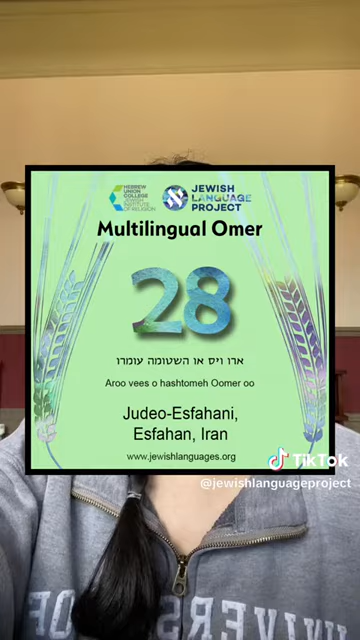 HEBREW
UNION
COLLEGE
JEWISH
INSTITUTE
OF RELIGION
JEWISH
LANGUAGE
PROJECT
Multilingual Omer
28
ארו ויס או השטומה עומרו
Aroo vees o hashtomeh Oomer oo
Judeo-Esfahani,
Esfahan, Iran
www.jewishlanguages.org
TikTok
@jewishlanguageproject